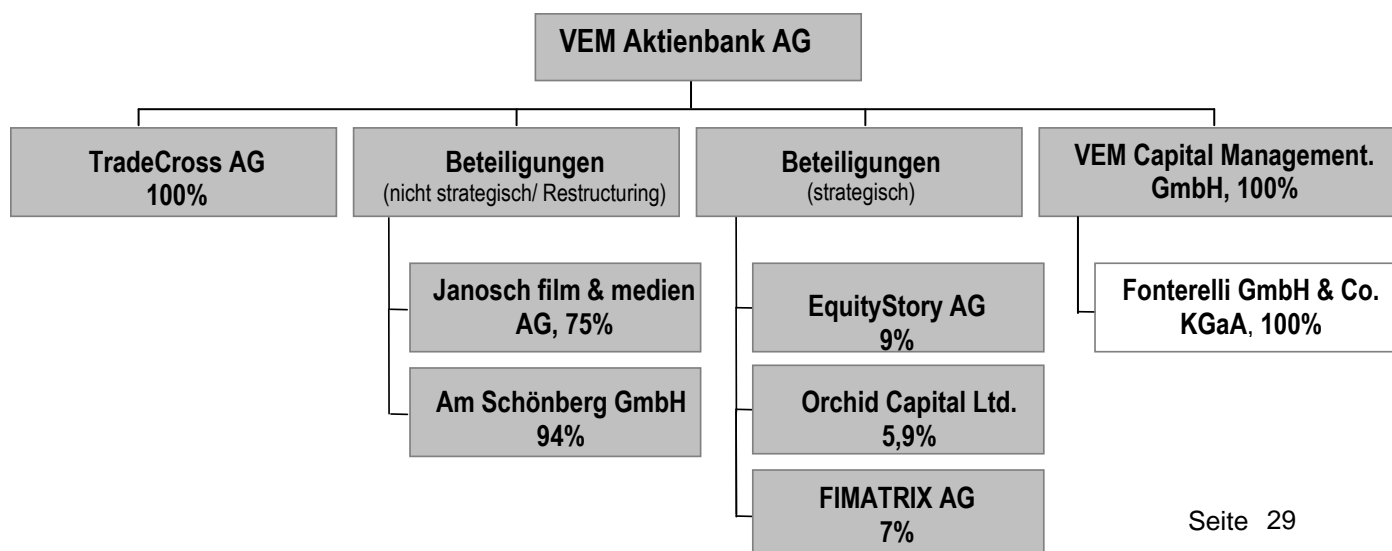 VEM Aktienbank AG
TradeCross AG
100%
Beteiligungen
(nicht strategisch/ Restructuring)
Beteiligungen
(strategisch)
VEM Capital Management.
GmbH, 100%
Janosch film & medien
AG, 75%
Am Schönberg GmbH
94%
EquityStory AG
9%
Orchid Capital Ltd.
5,9%
FIMATRIX AG
7%
Fonterelli GmbH & Co.
KGaA, 100%
Seite 29